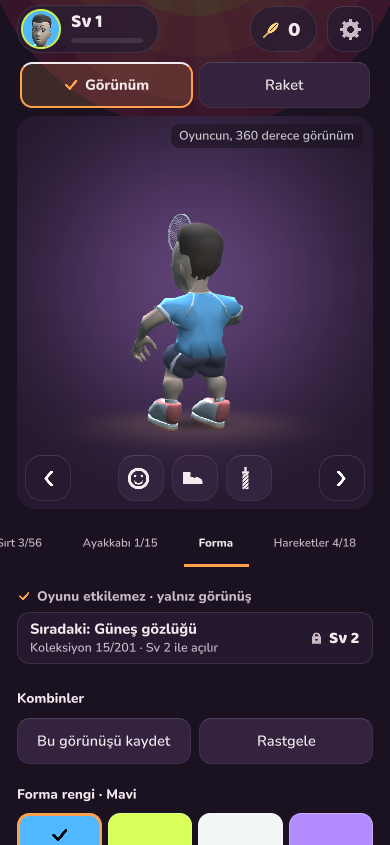 Sv 1
0
Görünüm
Raket
Oyuncun, 360 derece görünüm
Sırt 3/56
Ayakkabı 1/15
Forma
Hareketler 4/18
Oyunu etkilemez · yalnız görünüş
Sıradaki: Güneş gözlüğü
Koleksiyon 15/201 · Sv 2 ile açılır
Sv 2
Kombinler
Bu görünüşü kaydet
Rastgele
Forma rengi · Mavi